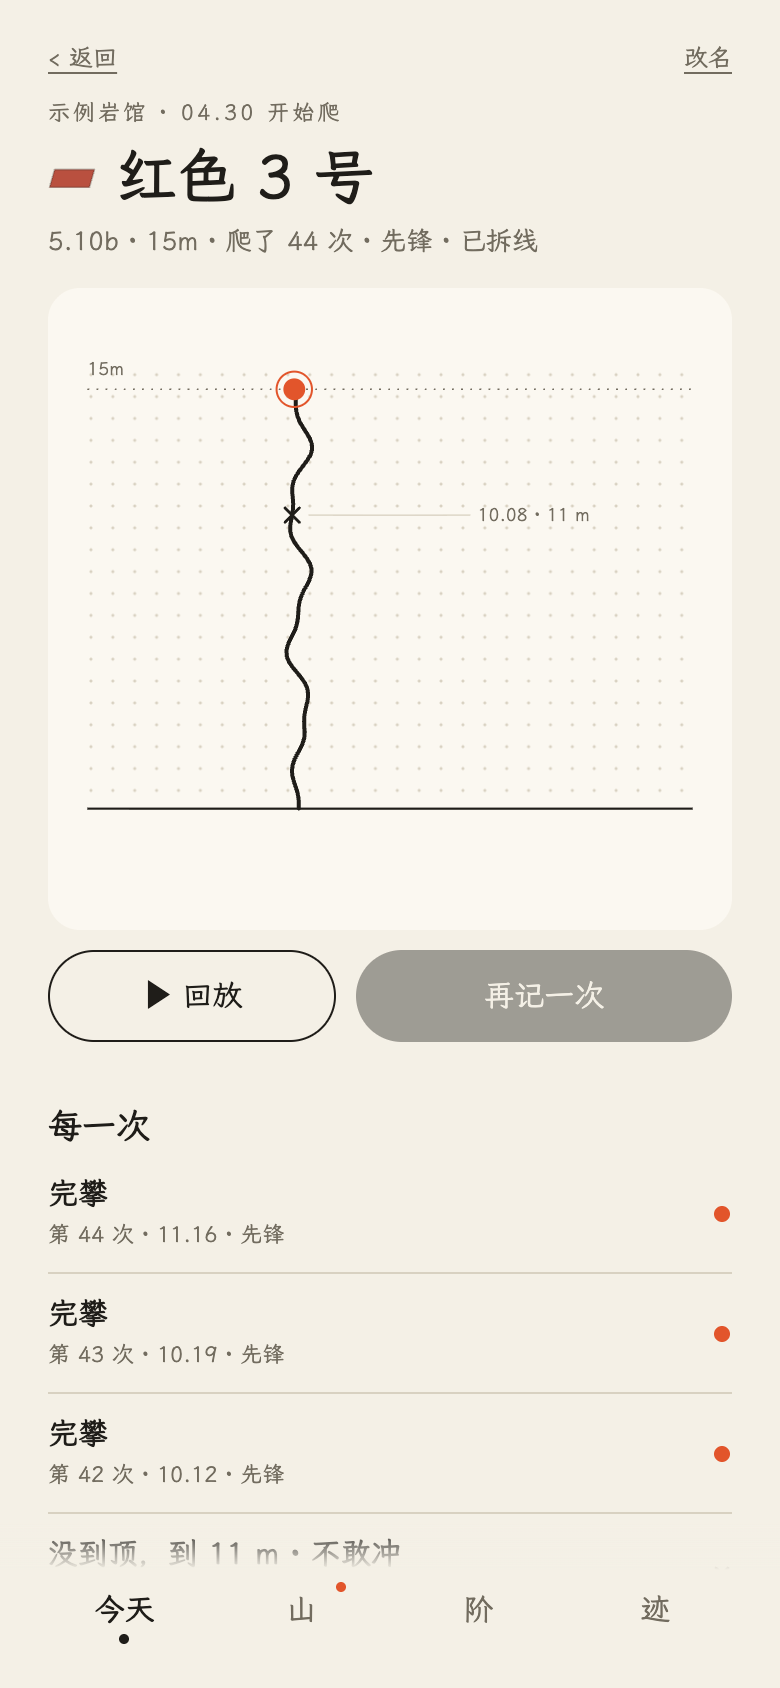 < 返回
改名
示例岩馆 · 04.30 开始爬
红色 3 号
5.10b · 15m · 爬了 44 次 · 先锋 · 已拆线
15m
10.08 · 11 m
回放
再记一次
每一次
完攀
第 44 次 · 11.16 · 先锋
完攀
第 43 次 · 10.19 · 先锋
完攀
第 42 次 · 10.12 · 先锋
没到顶，到 11 m · 不敢冲
今天
山
阶
迹